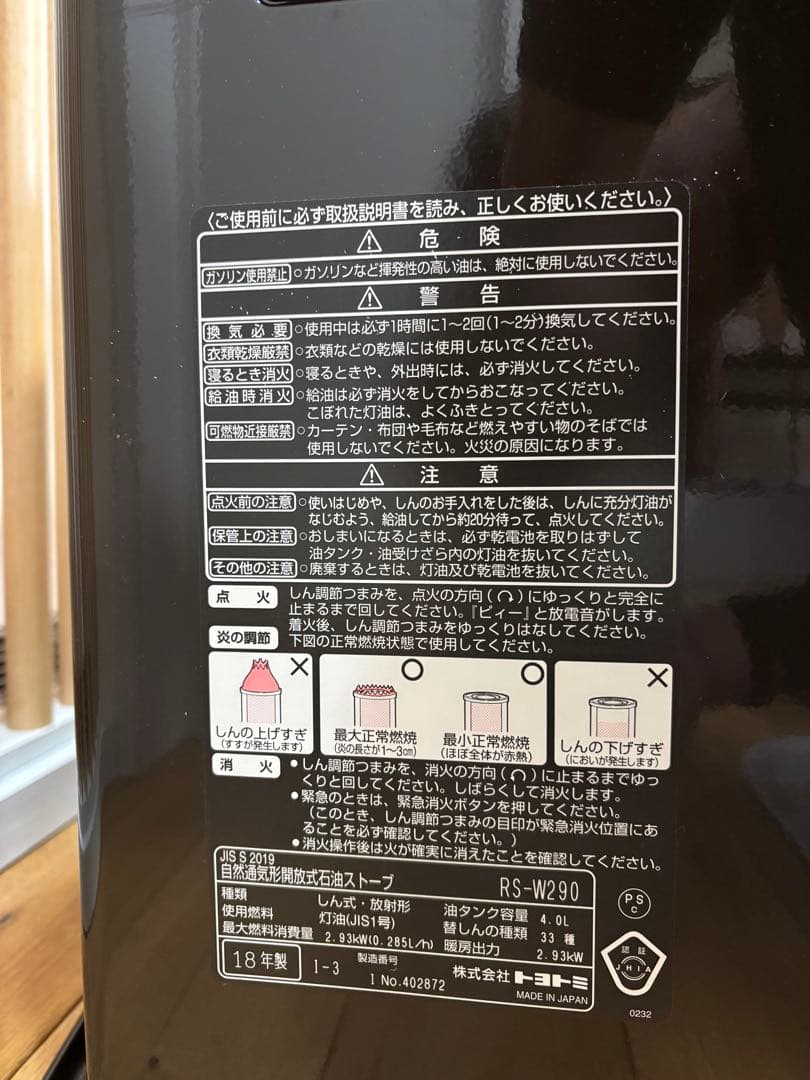 〈ご使用前に必ず取扱説明書を読み、正しくお使いください。〉
⚠ 危 険
ガソリン使用禁止 ○ガソリンなど揮発性の高い油は、絶対に使用しないでください。
⚠ 警 告
換気必要 ○使用中は必ず1時間に1〜2回(1〜2分)換気してください。
衣類乾燥厳禁 ○衣類などの乾燥には使用しないでください。
寝るとき消火 ○寝るときや、外出時には、必ず消火してください。
給油時消火 ○給油は必ず消火をしてからおこなってください。
こぼれた灯油は、よくふきとってください。
可燃物近接厳禁 ○カーテン・布団や毛布など燃えやすい物のそばでは
使用しないでください。火災の原因になります。
⚠ 注 意
点火前の注意 ○使いはじめや、しんのお手入れをした後は、しんに充分灯油が
なじむよう、給油してから約20分待って、点火してください。
保管上の注意 ○おしまいになるときは、必ず乾電池を取りはずして
油タンク・油受けざら内の灯油を抜いてください。
その他の注意 ○廃棄するときは、灯油及び乾電池を抜いてください。
点 火 しん調節つまみを、点火の方向()にゆっくりと完全に
止まるまで回してください。『ピィー』と放電音がします。
着火後、しん調節つまみをゆっくりはなしてください。
炎の調節 下図の正常燃焼状態で使用してください。
× ○ ○ ×
しんの上げすぎ 最大正常燃焼 最小正常燃焼 しんの下げすぎ
(すすが発生します) (炎の長さが1〜3cm) (ほぼ全体が赤熱) (においが発生します)
消 火 ●しん調節つまみを、消火の方向()に止まるまでゆっ
くりと回してください。しばらくして消火します。
●緊急のときは、緊急消火ボタンを押してください。
(このとき、しん調節つまみの目印が緊急消火位置にあ
ることを必ず確認してください。)
●消火操作後は火が確実に消えたことを確認してください。
JIS S 2019
自然通気形開放式石油ストーブ RS-W290
種類 しん式・放射形 油タンク容量 4.0L
使用燃料 灯油(JIS1号) 替しんの種類 33 種
最大燃料消費量 2.93kW(0.285L/h) 暖房出力 2.93kW
18年製 I-3 製造番号 I No.402872 株式会社トヨトミ
MADE IN JAPAN
PS
C
認 証
JHIA
0232